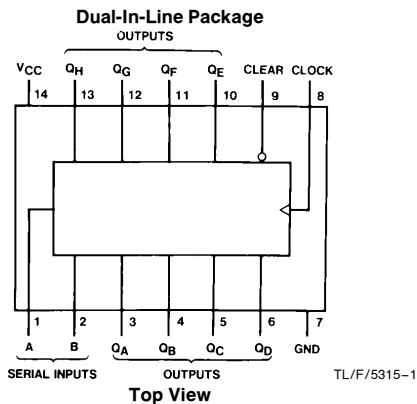 Dual-In-Line Package
OUTPUTS
VCC QH QG QF QE CLEAR CLOCK
14 13 12 11 10 9 8
1 2 3 4 5 6 7
A B QA QB QC QD GND
SERIAL INPUTS OUTPUTS TL/F/5315–1
Top View